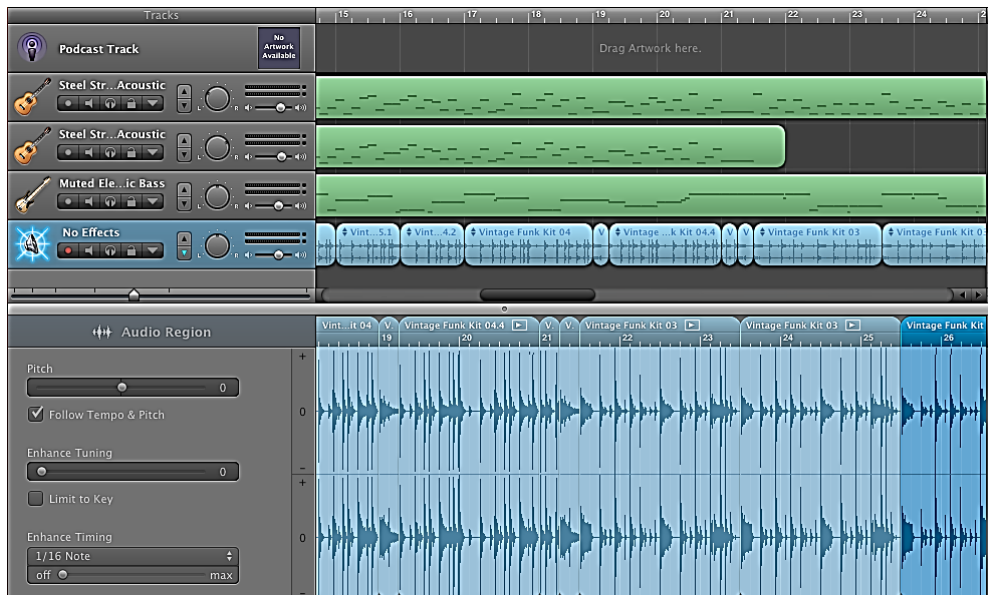 Tracks
15 16 17 18 19 20 21 22 23 24
Podcast Track
No
Artwork
Available
Drag Artwork here.
Steel Str...Acoustic
L R
Steel Str...Acoustic
L R
Muted Ele...ic Bass
L R
No Effects
L R
Vint...5.1 Vint...4.2 Vintage Funk Kit 04 V Vintage ...k Kit 04.4 V V Vintage Funk Kit 03 Vintage Funk Kit
Audio Region
Vint...it 04 V. Vintage Funk Kit 04.4 V. V. Vintage Funk Kit 03 Vintage Funk Kit 03 Vintage Funk Kit
19 20 21 22 23 24 25 26
Pitch
0
Follow Tempo & Pitch
Enhance Tuning
0
Limit to Key
Enhance Timing
1/16 Note
off max
+
0
-
+
0